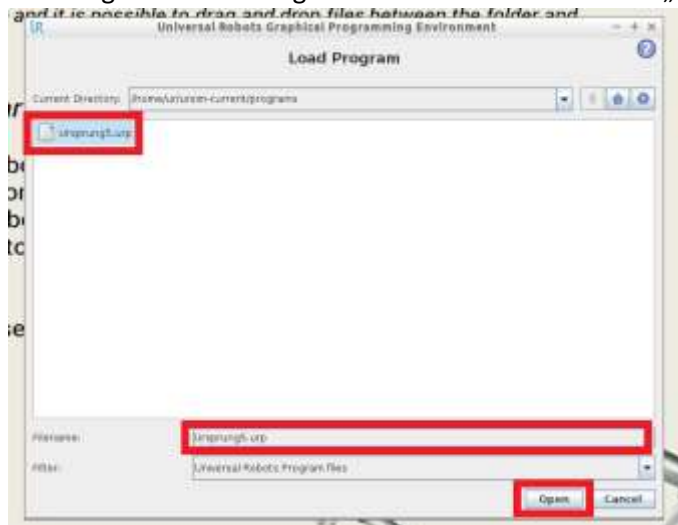 and it is possible to drag and drop files between the folder and
Universal Robots Graphical Programming Environment
Load Program
Current Directory: /home/ur/ursim-current/programs
Ursprung5.urp
Filename: Ursprung5.urp
Filter: Universal Robots Program files
Open Cancel